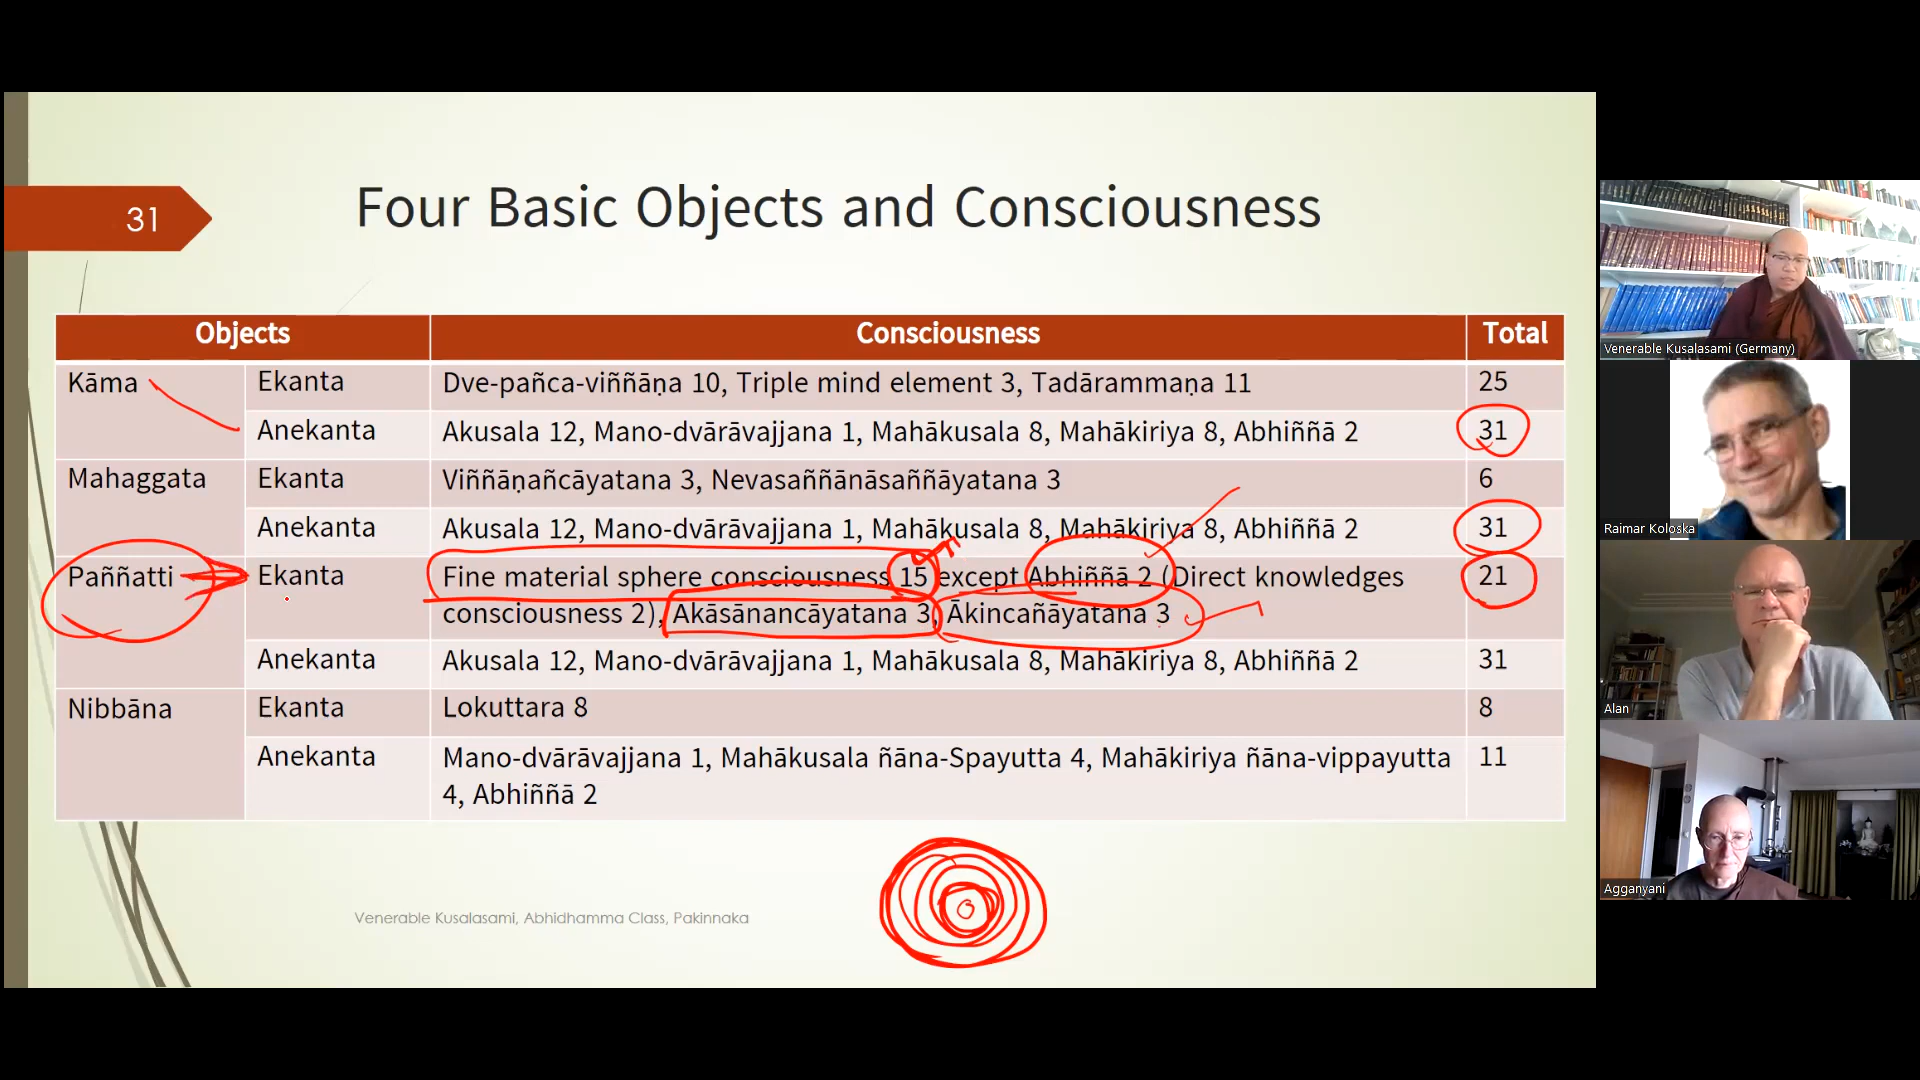 31
Four Basic Objects and Consciousness
Objects Consciousness Total
Kāma Ekanta Dve-pañca-viññāṇa 10, Triple mind element 3, Tadārammaṇa 11 25
Anekanta Akusala 12, Mano-dvārāvajjana 1, Mahākusala 8, Mahākiriya 8, Abhiññā 2 31
Mahaggata Ekanta Viññāṇañcāyatana 3, Nevasaññānāsaññāyatana 3 6
Anekanta Akusala 12, Mano-dvārāvajjana 1, Mahākusala 8, Mahākiriya 8, Abhiññā 2 31
Paññatti Ekanta Fine material sphere consciousness 15 except Abhiññā 2 (Direct knowledges 21
consciousness 2), Akāsānancāyatana 3, Ākincañāyatana 3
Anekanta Akusala 12, Mano-dvārāvajjana 1, Mahākusala 8, Mahākiriya 8, Abhiññā 2 31
Nibbāna Ekanta Lokuttara 8 8
Anekanta Mano-dvārāvajjana 1, Mahākusala ñāna-Spayutta 4, Mahākiriya ñāna-vippayutta 11
4, Abhiññā 2
Venerable Kusalasami, Abhidhamma Class, Pakinnaka
Venerable Kusalasami (Germany)
Raimar Koloska
Alan
Agganyani